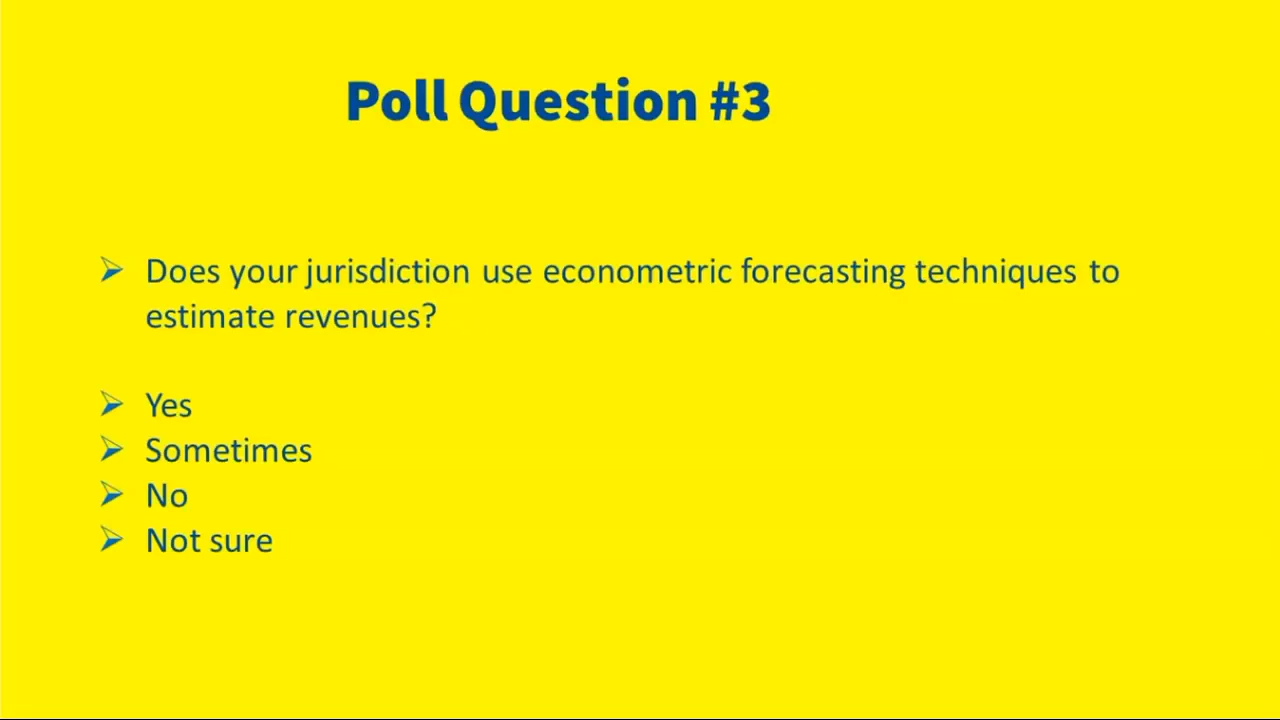 Poll Question #3
Does your jurisdiction use econometric forecasting techniques to
estimate revenues?
Yes
Sometimes
No
Not sure